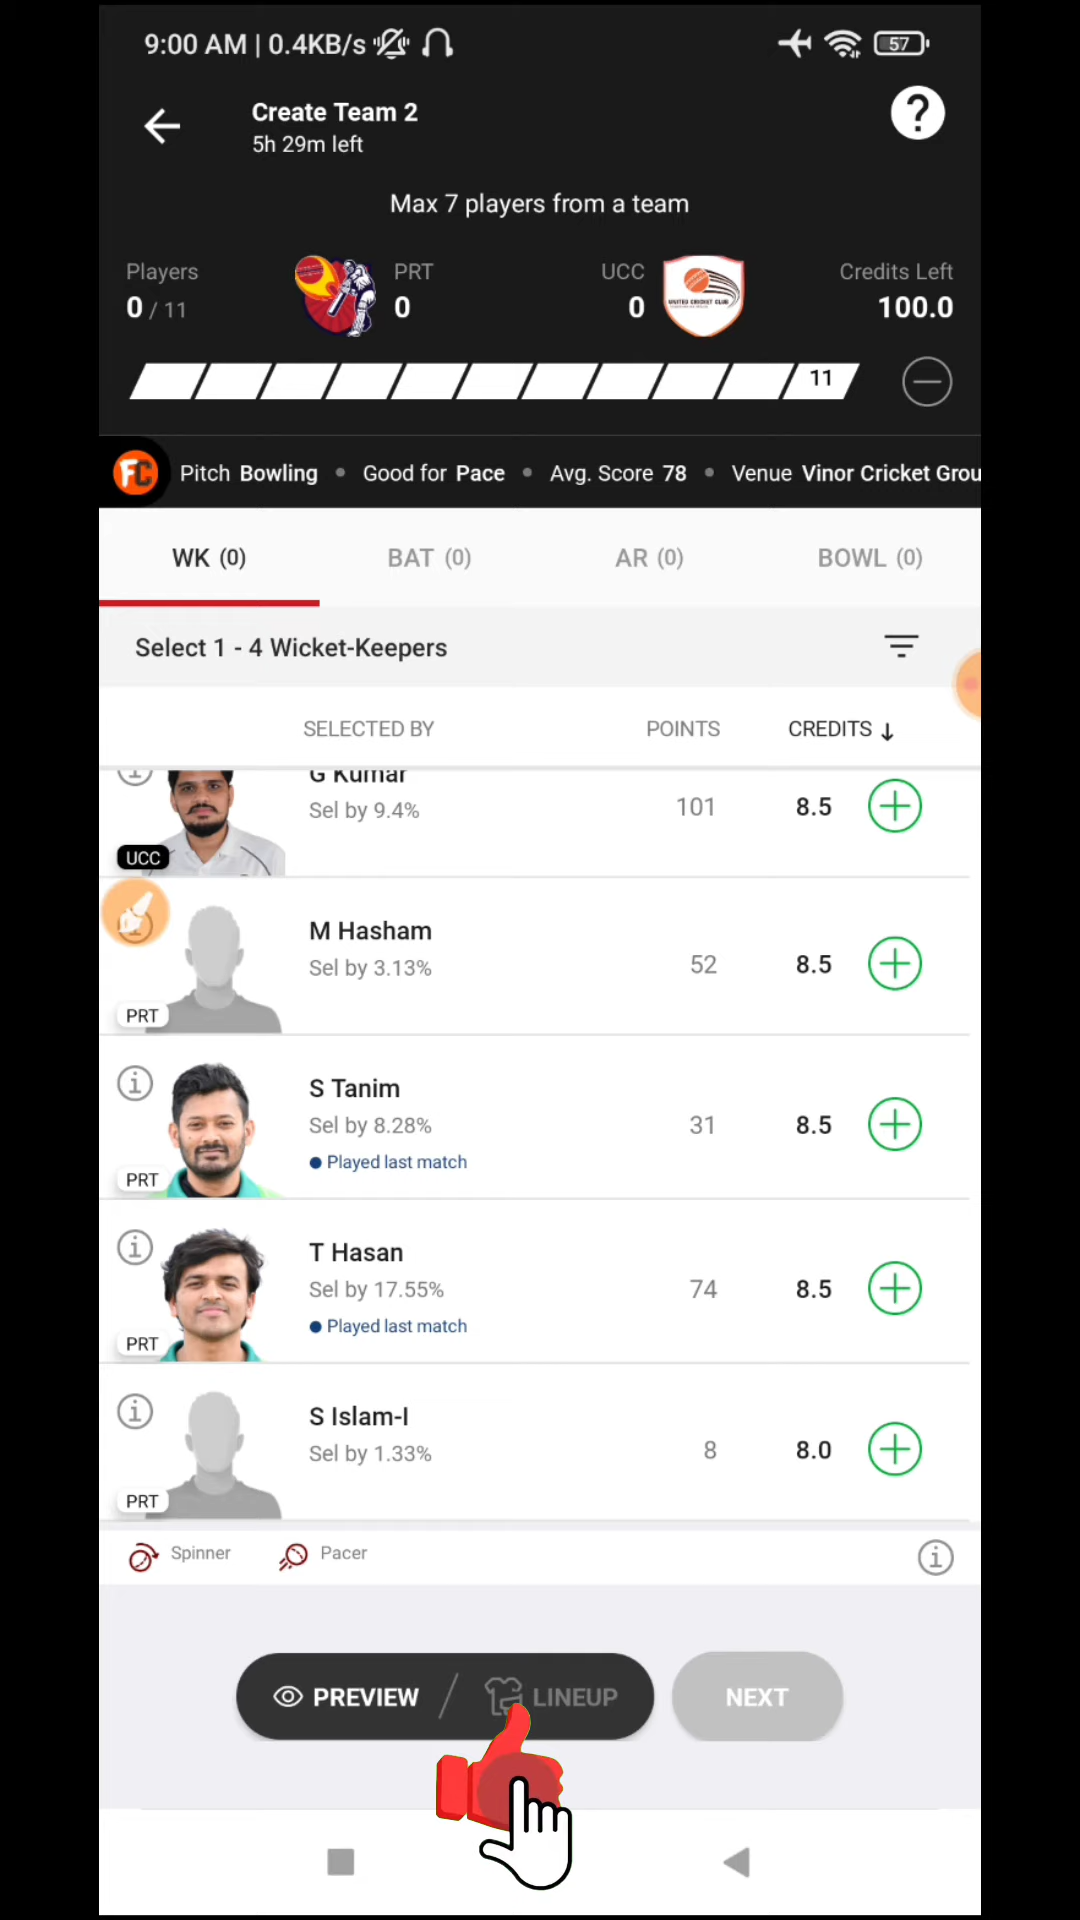 9:00 AM | 0.4KB/s 57
Create Team 2
5h 29m left
?
Max 7 players from a team
Players PRT UCC Credits Left
0 / 11 0 0 100.0
UNITED CRICKET CLUB
11
FC Pitch Bowling • Good for Pace • Avg. Score 78 • Venue Vinor Cricket Grou
WK (0) BAT (0) AR (0) BOWL (0)
Select 1 - 4 Wicket-Keepers
SELECTED BY POINTS CREDITS ↓
G Kumar
Sel by 9.4% 101 8.5
UCC
M Hasham
Sel by 3.13% 52 8.5
PRT
S Tanim
Sel by 8.28% 31 8.5
Played last match
PRT
T Hasan
Sel by 17.55% 74 8.5
Played last match
PRT
S Islam-I
Sel by 1.33% 8 8.0
PRT
Spinner Pacer
PREVIEW / LINEUP NEXT